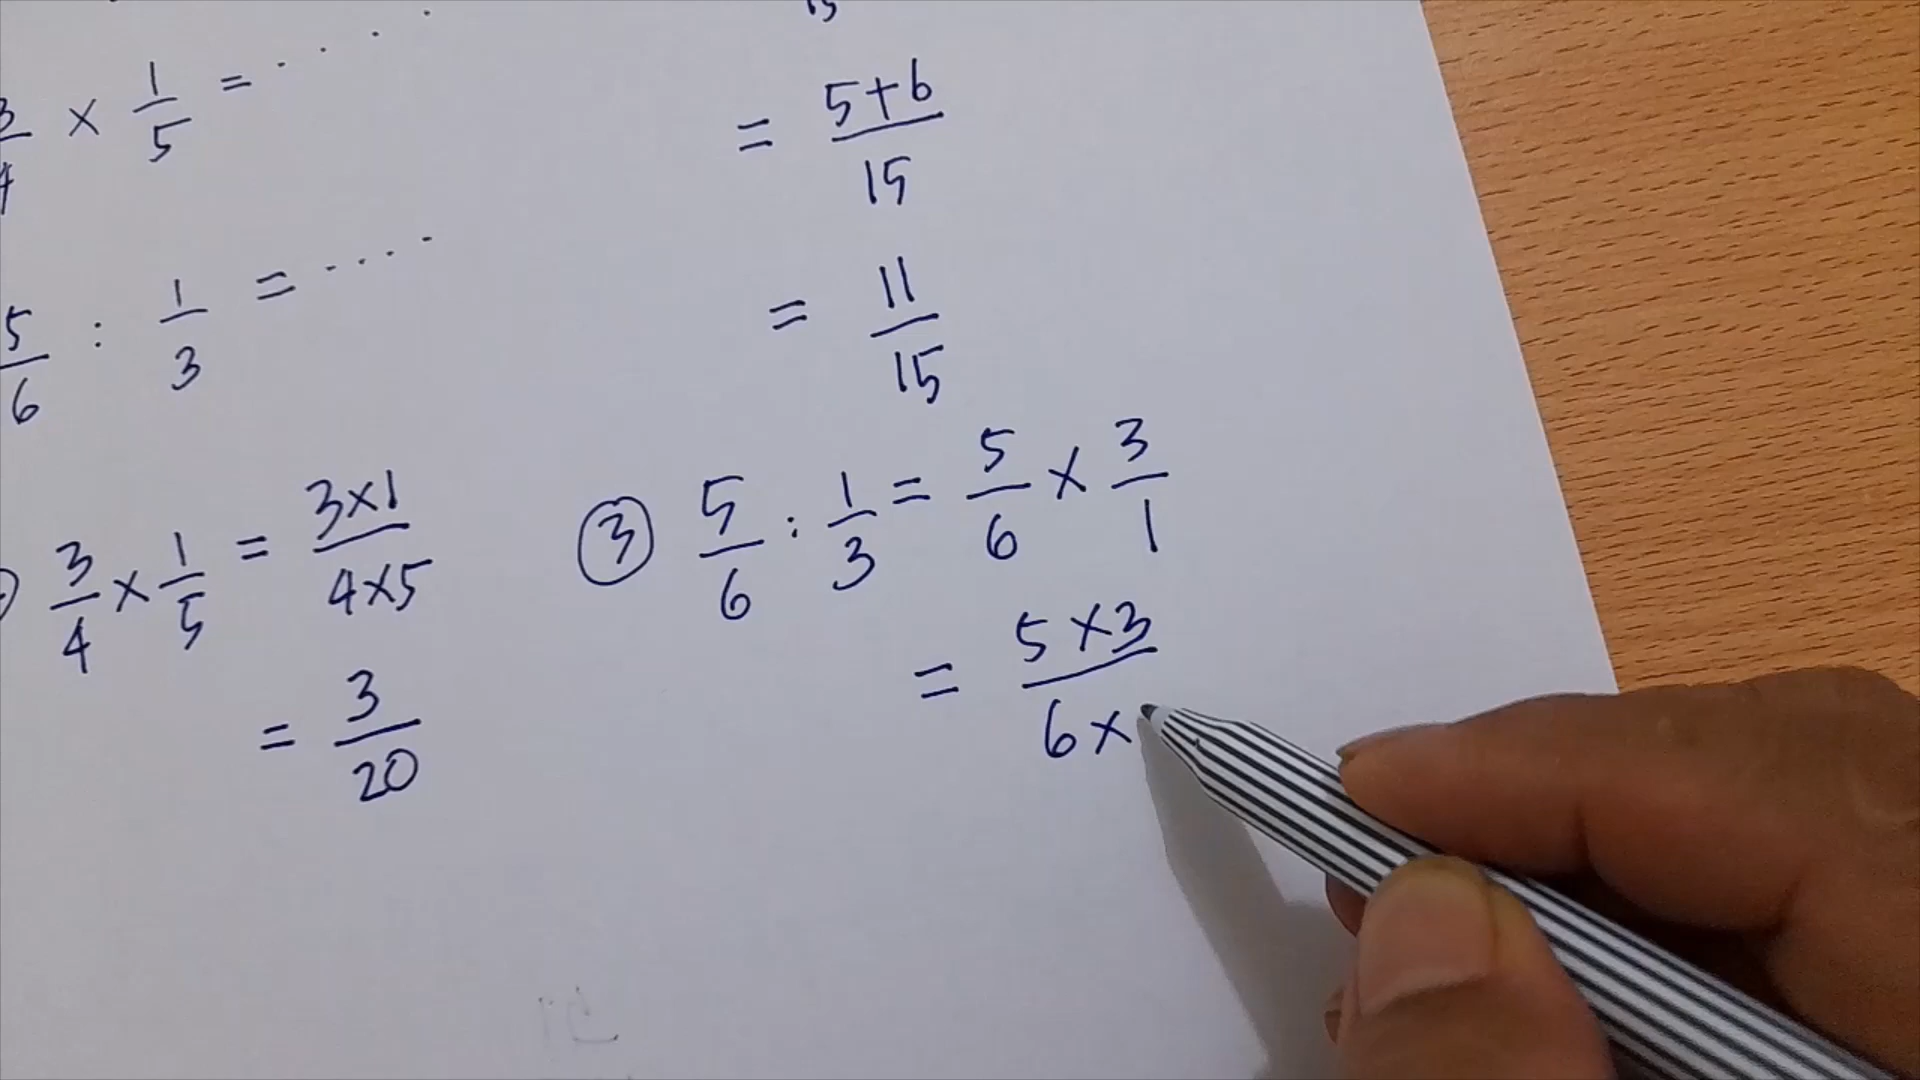 3/4 × 1/5 = .....
5/6 : 1/3 = ....
3/4 × 1/5 = 3×1/4×5
= 3/20
15
= 5+6/15
= 11/15
③ 5/6 : 1/3 = 5/6 × 3/1
= 5×3/6×